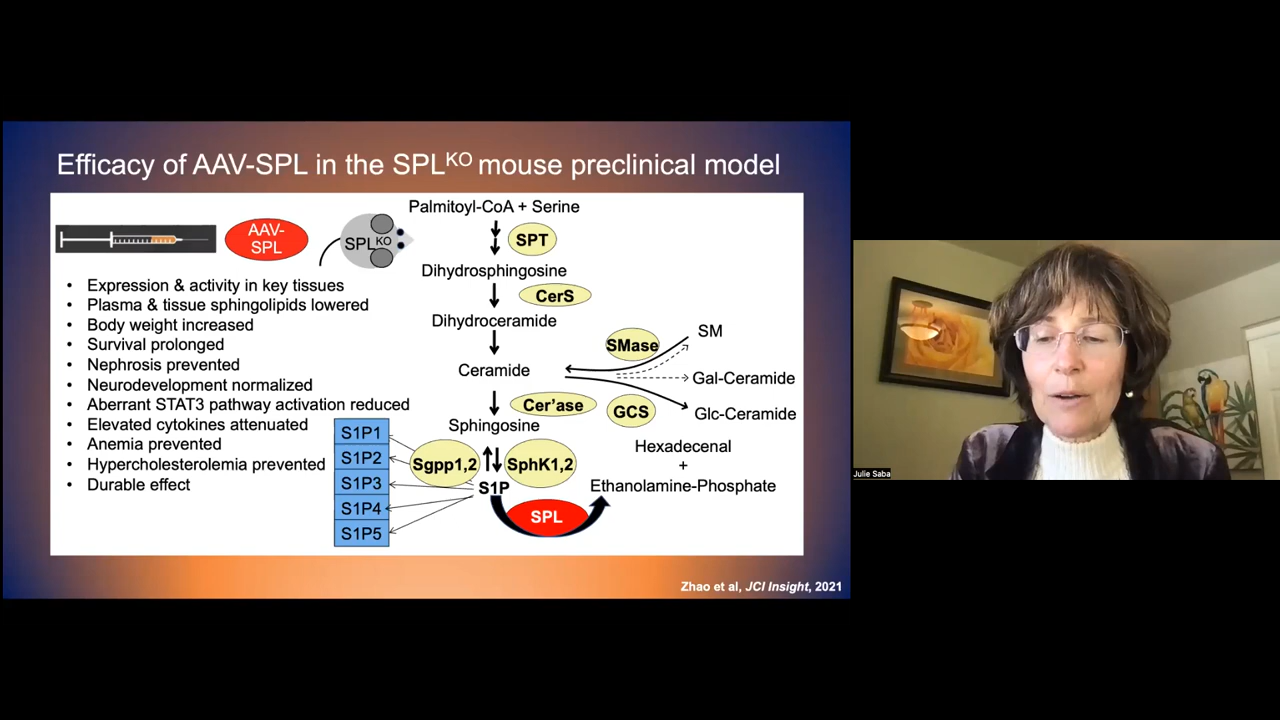 Efficacy of AAV-SPL in the SPLKO mouse preclinical model
AAV-
SPL
SPLKO
• Expression & activity in key tissues
• Plasma & tissue sphingolipids lowered
• Body weight increased
• Survival prolonged
• Nephrosis prevented
• Neurodevelopment normalized
• Aberrant STAT3 pathway activation reduced
• Elevated cytokines attenuated
• Anemia prevented
• Hypercholesterolemia prevented
• Durable effect
Palmitoyl-CoA + Serine
SPT
Dihydrosphingosine
CerS
Dihydroceramide
SMase
SM
Ceramide
Gal-Ceramide
Cer'ase
GCS
Glc-Ceramide
Sphingosine
Hexadecenal
+
Ethanolamine-Phosphate
Sgpp1,2
SphK1,2
S1P
SPL
S1P1
S1P2
S1P3
S1P4
S1P5
Zhao et al, JCI Insight, 2021
Julie Saba